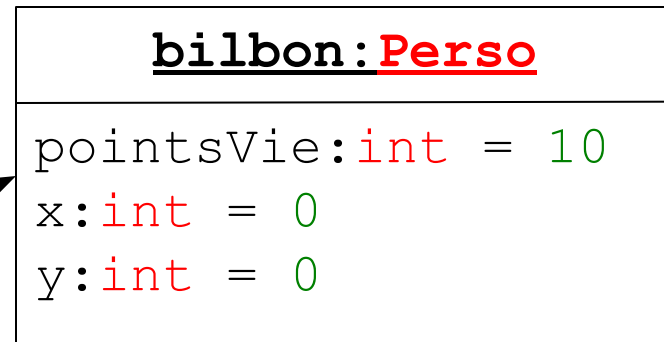 bilbon:Perso
pointsVie:int = 10
x:int = 0
y:int = 0